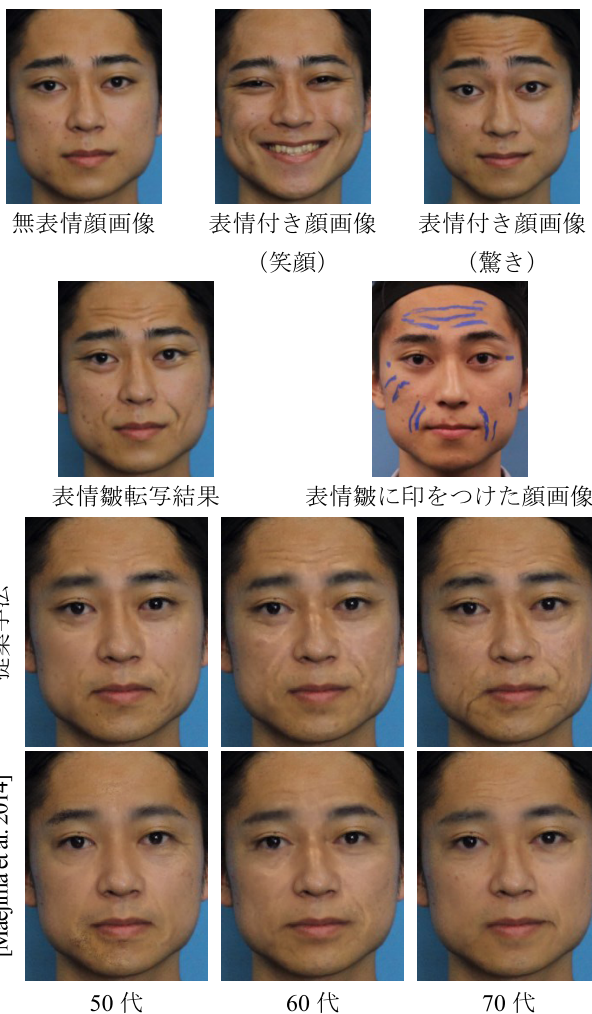 無表情顔画像
表情付き顔画像
（笑顔）
表情付き顔画像
（驚き）
表情皺転写結果
表情皺に印をつけた顔画像
提案手法
[Maejima et al. 2014]
50 代
60 代
70 代